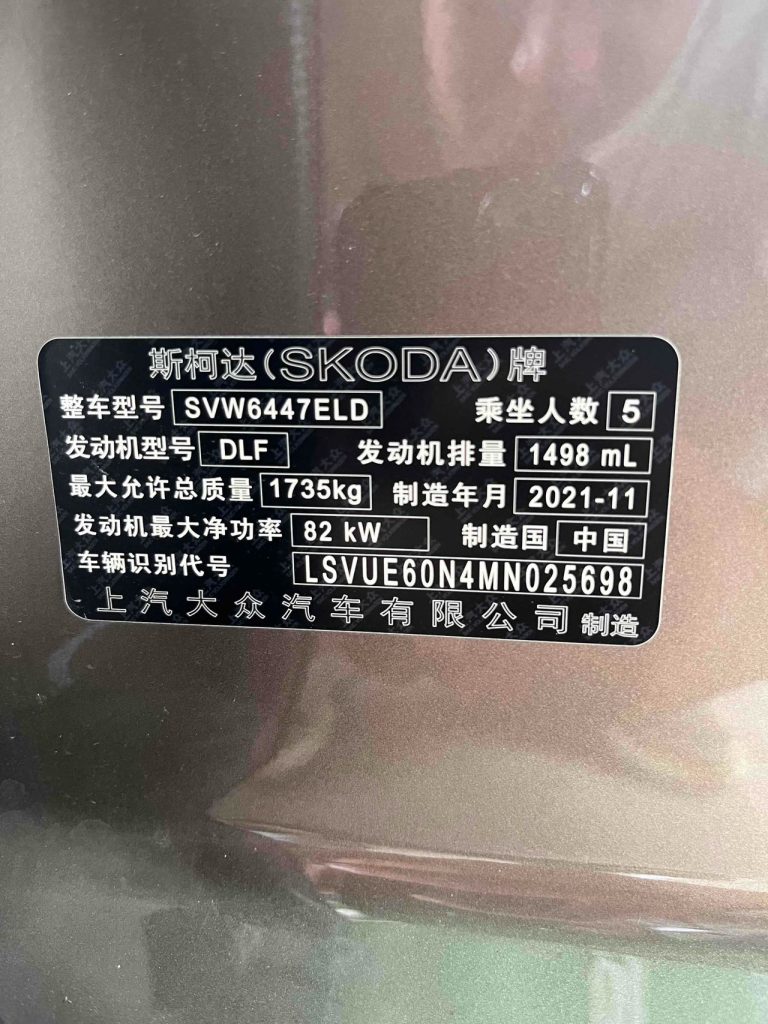 斯柯达(SKODA)牌
整车型号 SVW6447ELD 乘坐人数 5
发动机型号 DLF 发动机排量 1498 mL
最大允许总质量 1735kg 制造年月 2021-11
发动机最大净功率 82 kW 制造国 中国
车辆识别代号 LSVUE60N4MN025698
上汽大众汽车有限公司 制造